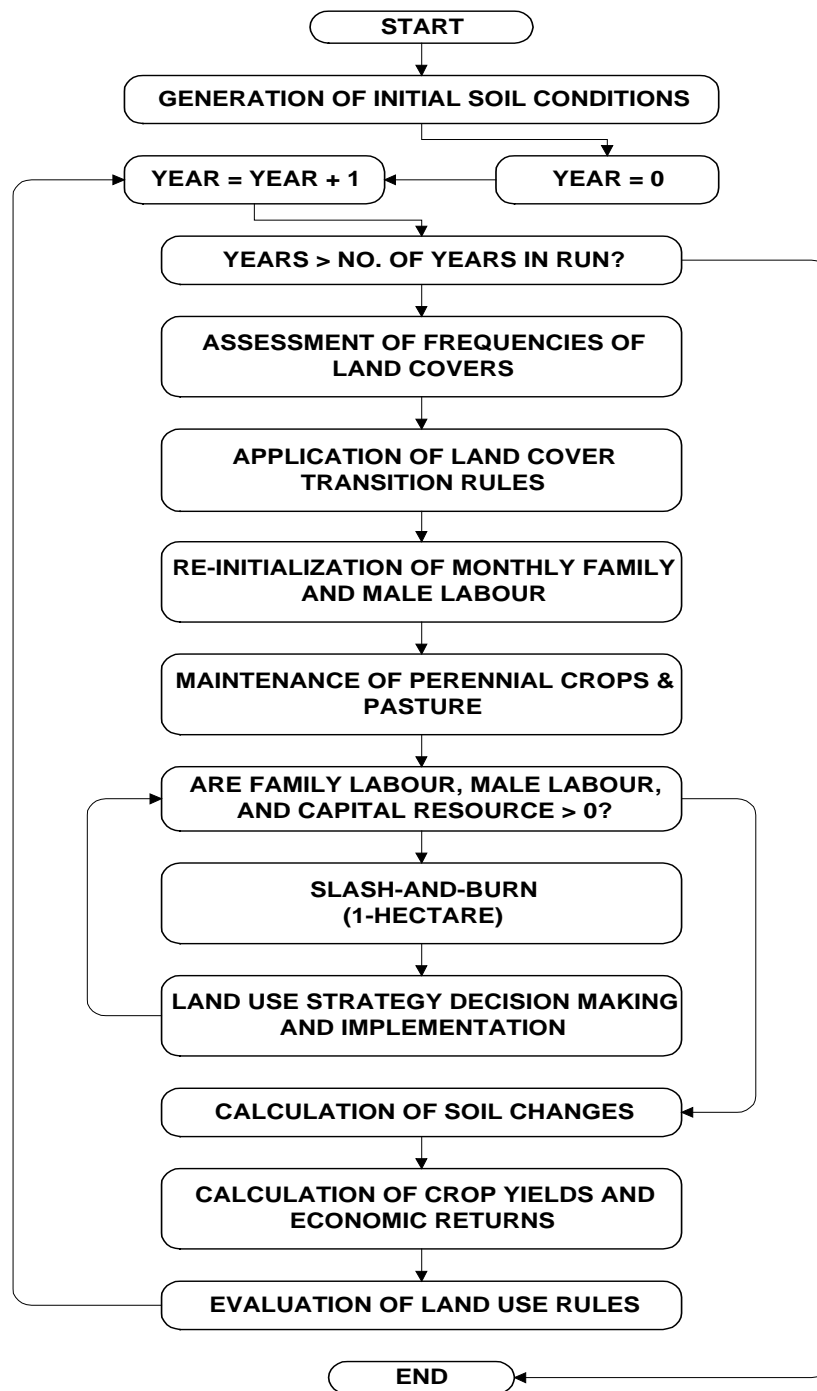 START
GENERATION OF INITIAL SOIL CONDITIONS
YEAR = YEAR + 1
YEAR = 0
YEARS > NO. OF YEARS IN RUN?
ASSESSMENT OF FREQUENCIES OF
LAND COVERS
APPLICATION OF LAND COVER
TRANSITION RULES
RE-INITIALIZATION OF MONTHLY FAMILY
AND MALE LABOUR
MAINTENANCE OF PERENNIAL CROPS &
PASTURE
ARE FAMILY LABOUR, MALE LABOUR,
AND CAPITAL RESOURCE > 0?
SLASH-AND-BURN
(1-HECTARE)
LAND USE STRATEGY DECISION MAKING
AND IMPLEMENTATION
CALCULATION OF SOIL CHANGES
CALCULATION OF CROP YIELDS AND
ECONOMIC RETURNS
EVALUATION OF LAND USE RULES
END